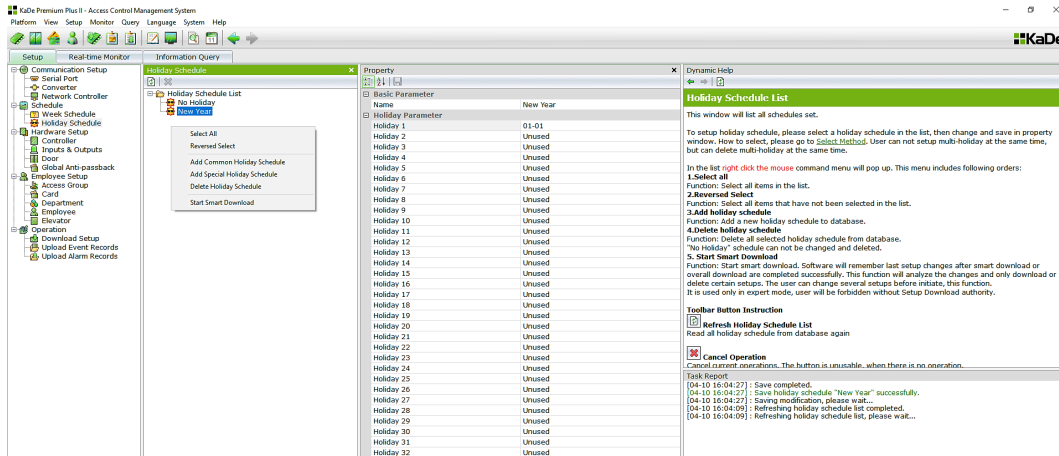 KaDe Premium Plus II - Access Control Management System
Platform View Setup Monitor Query Language System Help
KaDe
Setup Real-time Monitor Information Query
Communication Setup
Serial Port
Converter
Network Controller
Schedule
Week Schedule
Holiday Schedule
Hardware Setup
Controller
Inputs & Outputs
Door
Global Anti-passback
Employee Setup
Access Group
Card
Department
Employee
Elevator
Operation
Download Setup
Upload Event Records
Upload Alarm Records
Holiday Schedule
Holiday Schedule List
No Holiday
New Year
Select All
Reversed Select
Add Common Holiday Schedule
Add Special Holiday Schedule
Delete Holiday Schedule
Start Smart Download
Property
Basic Parameter
Name New Year
Holiday Parameter
Holiday 1 01-01
Holiday 2 Unused
Holiday 3 Unused
Holiday 4 Unused
Holiday 5 Unused
Holiday 6 Unused
Holiday 7 Unused
Holiday 8 Unused
Holiday 9 Unused
Holiday 10 Unused
Holiday 11 Unused
Holiday 12 Unused
Holiday 13 Unused
Holiday 14 Unused
Holiday 15 Unused
Holiday 16 Unused
Holiday 17 Unused
Holiday 18 Unused
Holiday 19 Unused
Holiday 20 Unused
Holiday 21 Unused
Holiday 22 Unused
Holiday 23 Unused
Holiday 24 Unused
Holiday 25 Unused
Holiday 26 Unused
Holiday 27 Unused
Holiday 28 Unused
Holiday 29 Unused
Holiday 30 Unused
Holiday 31 Unused
Holiday 32 Unused
Dynamic Help
Holiday Schedule List
This window will list all schedules set.
To setup holiday schedule, please select a holiday schedule in the list, then change and save in property
window. How to select, please go to Select Method. User can not setup multi-holiday at the same time,
but can delete multi-holiday at the same time.
In the list right click the mouse command menu will pop up. This menu includes following orders:
1.Select all
Function: Select all items in the list.
2.Reversed Select
Function: Select all items that have not been selected in the list.
3.Add holiday schedule
Function: Add a new holiday schedule to database.
4.Delete holiday schedule
Function: Delete all selected holiday schedule from database.
"No Holiday" schedule can not be changed and deleted.
5. Start Smart Download
Function: Start smart download. Software will remember last setup changes after smart download or
overall download are completed successfully. This function will analyze the changes and only download or
delete certain setups. The user can change several setups before initiate, this function.
It is used only in expert mode, user will be forbidden without Setup Download authority.
Toolbar Button Instruction
Refresh Holiday Schedule List
Read all holiday schedule from database again
Cancel Operation
Cancel current operations. The button is unusable, when there is no operation.
Task Report
[04-10 16:04:27] : Save completed.
[04-10 16:04:27] : Save holiday schedule "New Year" successfully.
[04-10 16:04:27] : Saving modification, please wait...
[04-10 16:04:09] : Refreshing holiday schedule list completed.
[04-10 16:04:09] : Refreshing holiday schedule list, please wait...